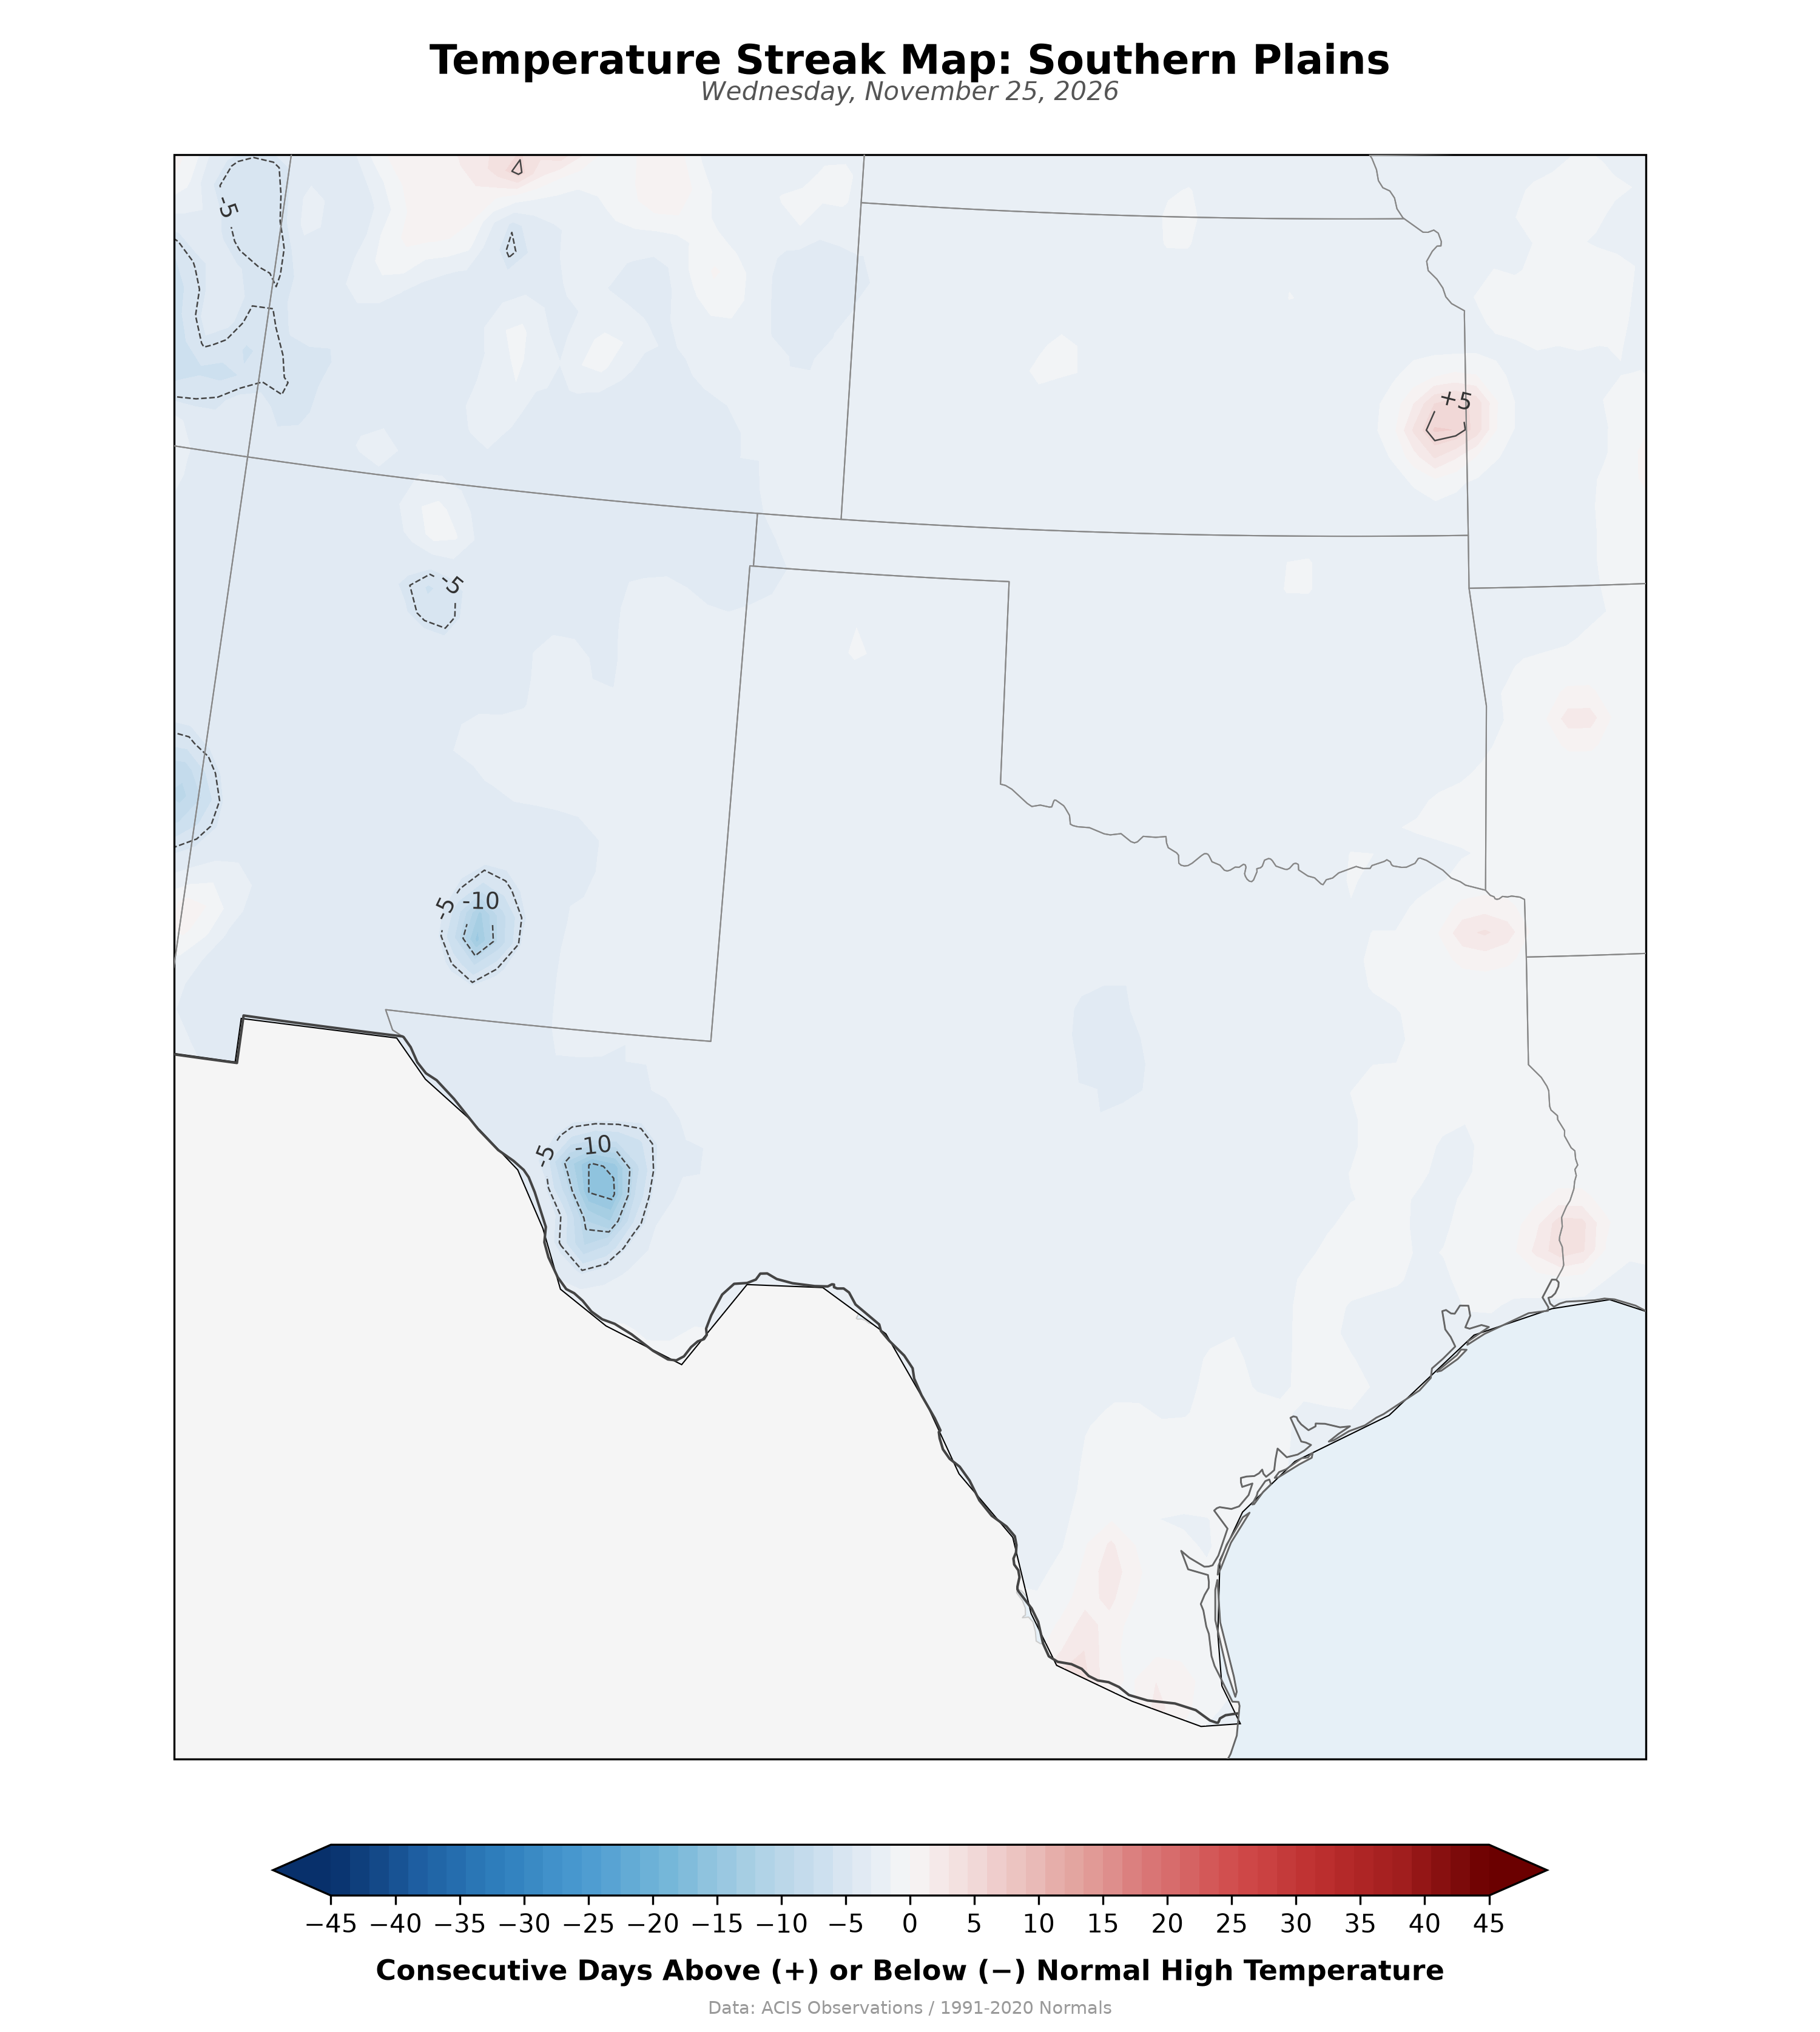 Temperature Streak Map: Southern Plains
Wednesday, November 25, 2026
-5
+5
-5
-5 -10
-5 -10
−45 −40 −35 −30 −25 −20 −15 −10 −5 0 5 10 15 20 25 30 35 40 45
Consecutive Days Above (+) or Below (−) Normal High Temperature
Data: ACIS Observations / 1991-2020 Normals